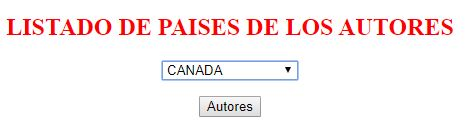 LISTADO DE PAISES DE LOS AUTORES
CANADA
Autores